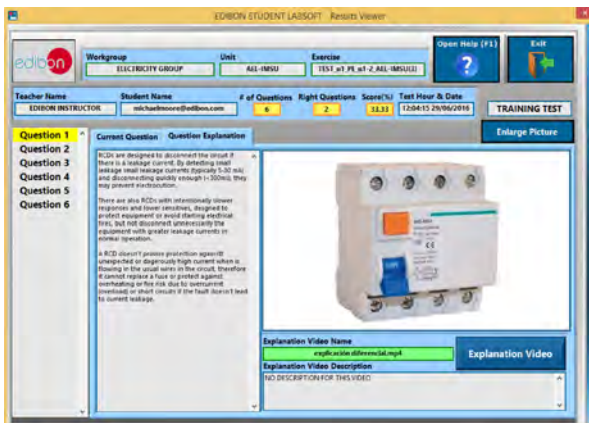 EDIBON STUDENT LABSOFT Results Viewer
edibon
Workgroup
Unit
Exercise
ELECTRICITY GROUP
AEL-IMSU
Open Help (F1)
Exit
Teacher Name
Student Name
# of Questions
Right Questions
Score(%)
Test Hour & Date
EDIBON INSTRUCTOR
michaelmoore@edibon.com
6
2
33.33
12:04:15 29/06/2016
TRAINING TEST
Question 1
Question 2
Question 3
Question 4
Question 5
Question 6
Current Question
Question Explanation
Enlarge Picture
RCDs are designed to disconnect the circuit if
there is a leakage current. By detecting small
leakage small leakage currents (typically 5-30 mA)
and disconnecting quickly enough (<300ms), they
may prevent electrocution.
There are also RCDs with intentionally slower
responses and lower sensitives, designed to
protect equipment or avoid starting electrical
fires, but not disconnect unnecessarily the
equipment with greater leakage currents in
normal operation.
A RCD doesn't provide protection against
unexpected or dagerously high current when is
flowing in the usual wires in the circuit, therefore
it cannot replace a fuse or protect against
overheating or fire risk due to overcurrent
(overload) or short circuits if the fault doesn't lead
to current leakage.
Explanation Video Name
explicación diferencial.mp4
Explanation Video
Explanation Video Description
NO DESCRIPTION FOR THIS VIDEO